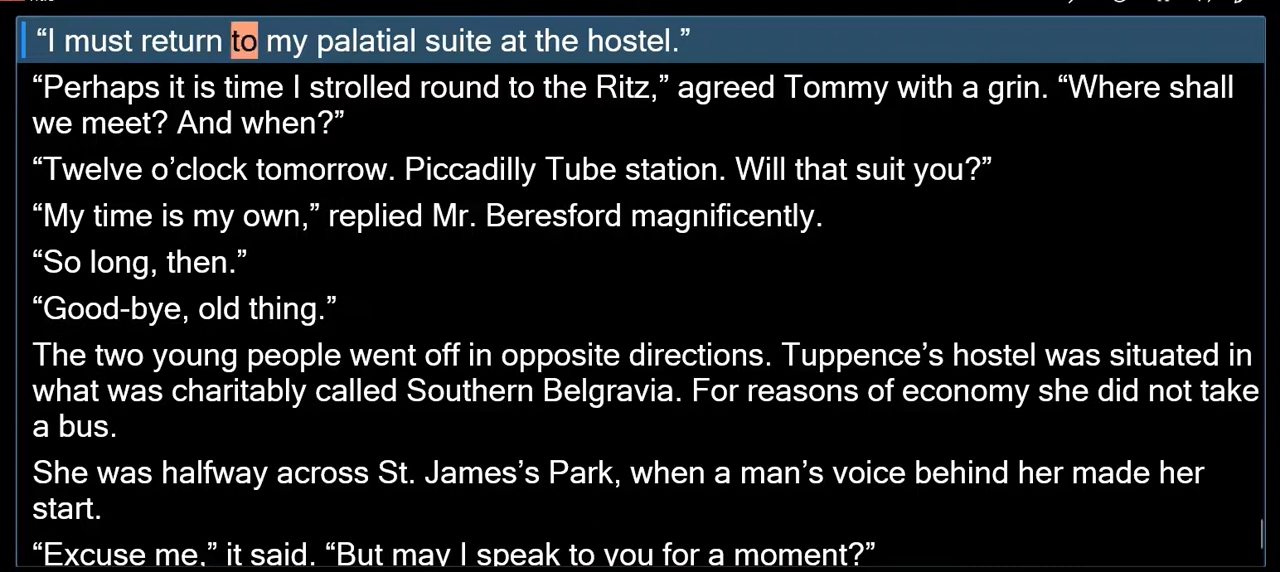 “I must return to my palatial suite at the hostel.”
“Perhaps it is time I strolled round to the Ritz,” agreed Tommy with a grin. “Where shall
we meet? And when?”
“Twelve o’clock tomorrow. Piccadilly Tube station. Will that suit you?”
“My time is my own,” replied Mr. Beresford magnificently.
“So long, then.”
“Good-bye, old thing.”
The two young people went off in opposite directions. Tuppence’s hostel was situated in
what was charitably called Southern Belgravia. For reasons of economy she did not take
a bus.
She was halfway across St. James’s Park, when a man’s voice behind her made her
start.
“Excuse me,” it said. “But may I speak to you for a moment?”